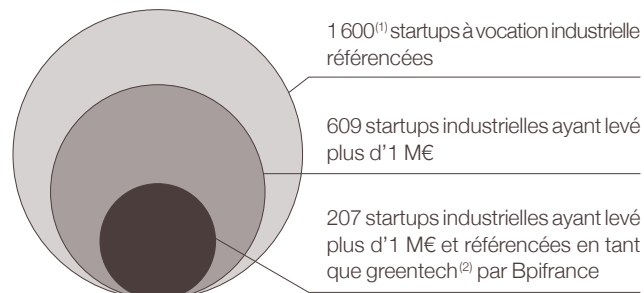 1 600⁽¹⁾ startups à vocation industrielle
référencées
609 startups industrielles ayant levé
plus d’1 M€
207 startups industrielles ayant levé
plus d’1 M€ et référencées en tant
que greentech⁽²⁾ par Bpifrance